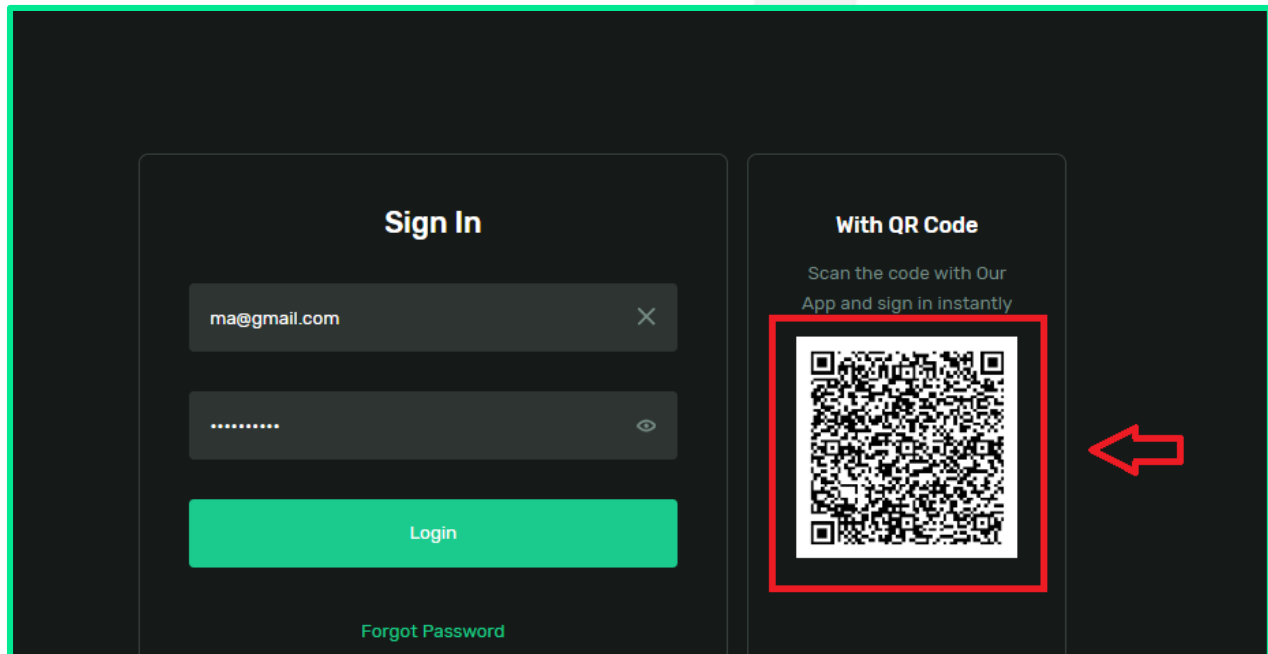 Sign In
ma@gmail.com
••••••••••
Login
Forgot Password
With QR Code
Scan the code with Our
App and sign in instantly